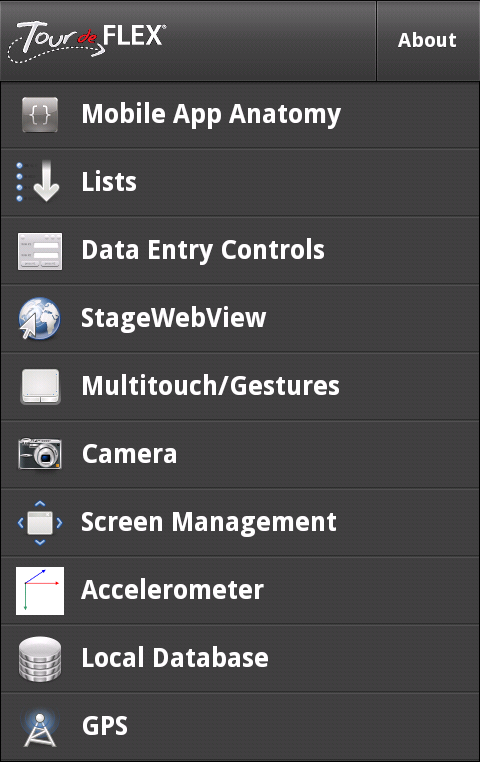 Tour de FLEX®
About
{}
Mobile App Anatomy
Lists
Data Entry Controls
StageWebView
Multitouch/Gestures
Camera
Screen Management
Accelerometer
Local Database
GPS